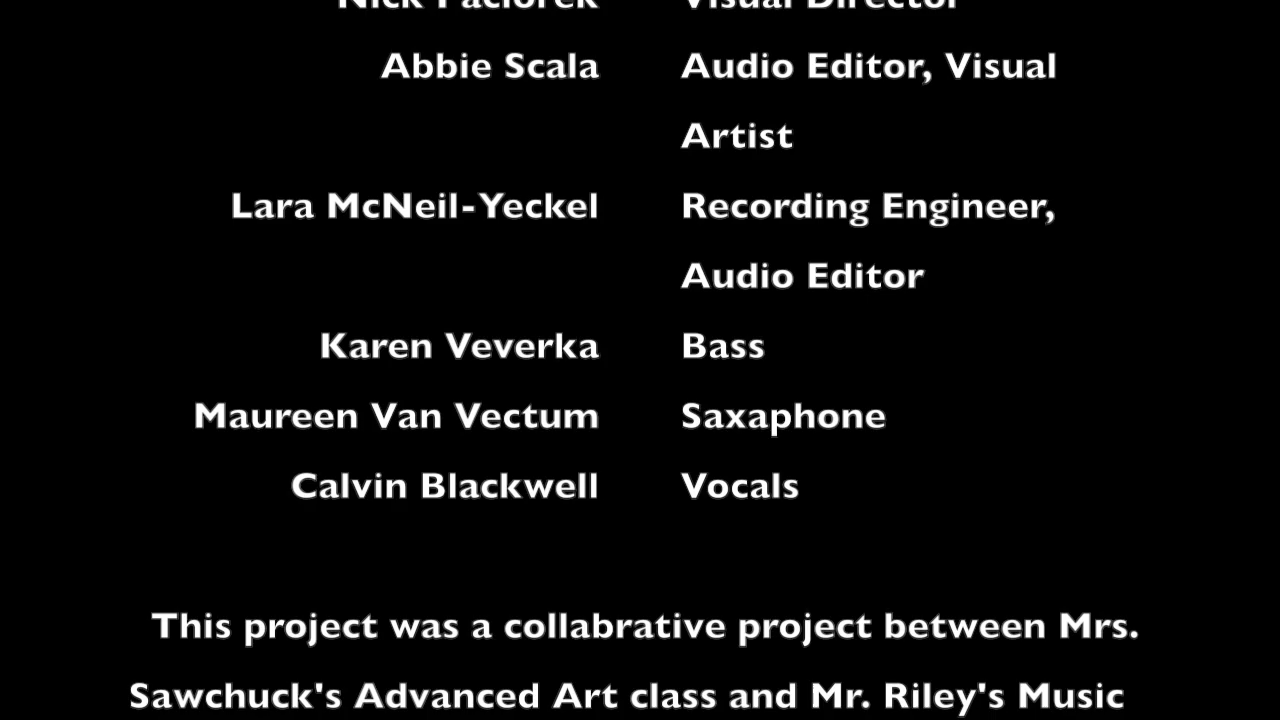 Nick Paciorek Visual Director
Abbie Scala Audio Editor, Visual
Artist
Lara McNeil-Yeckel Recording Engineer,
Audio Editor
Karen Veverka Bass
Maureen Van Vectum Saxaphone
Calvin Blackwell Vocals
This project was a collabrative project between Mrs.
Sawchuck's Advanced Art class and Mr. Riley's Music